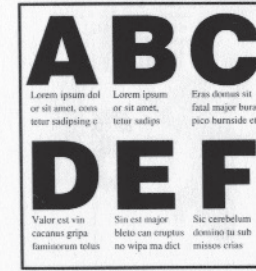 A B C
Lorem ipsum dol
or sit amet, cons
tetur sadipsing e
Lorem ipsum
or sit amet,
tetur sadips
Eras domus sit
fatal major bura
pico burnside et
D E F
Valor est vin
cacanus gripa
faminorum tolus
Sin est major
bleto can cruptus
no wipa ma dict
Sic cerebelum
domino tu sub
missos crias